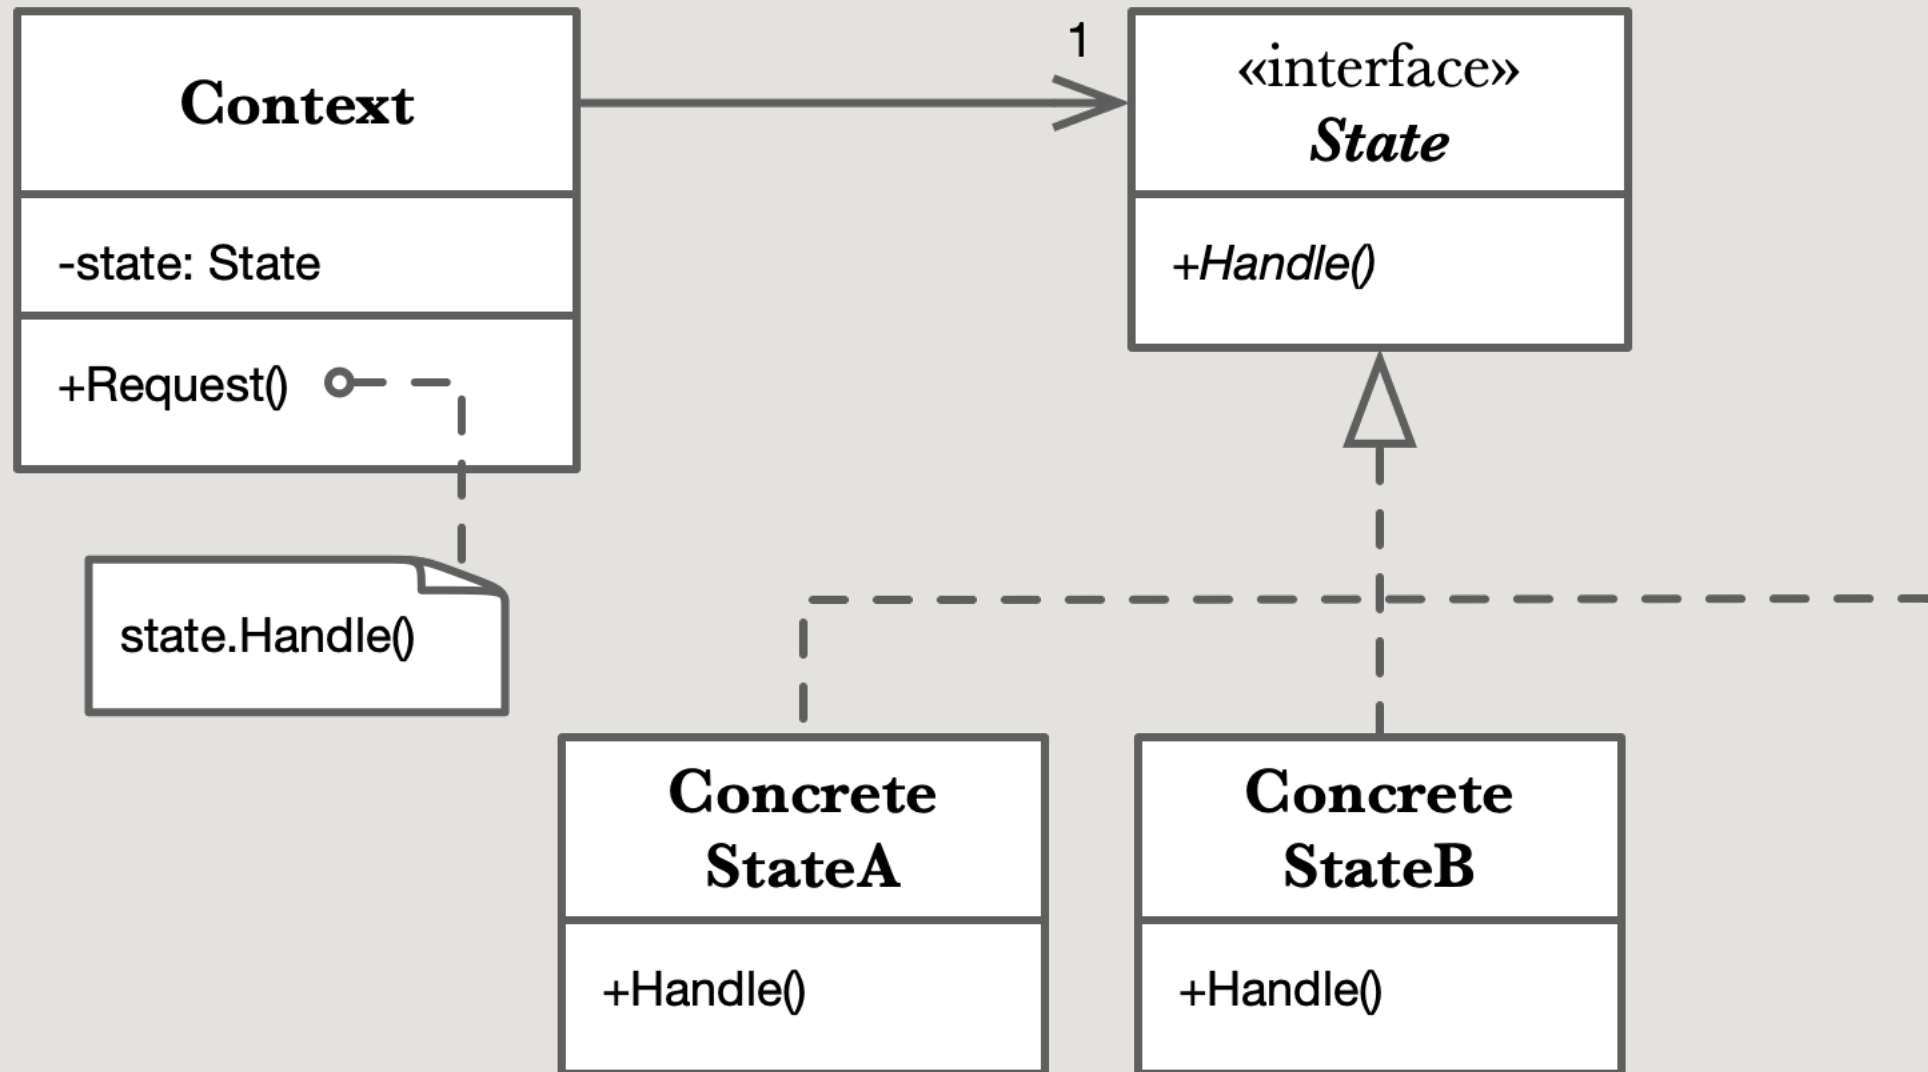 Context
-state: State
+Request()
1
«interface»
State
+Handle()
state.Handle()
Concrete
StateA
+Handle()
Concrete
StateB
+Handle()